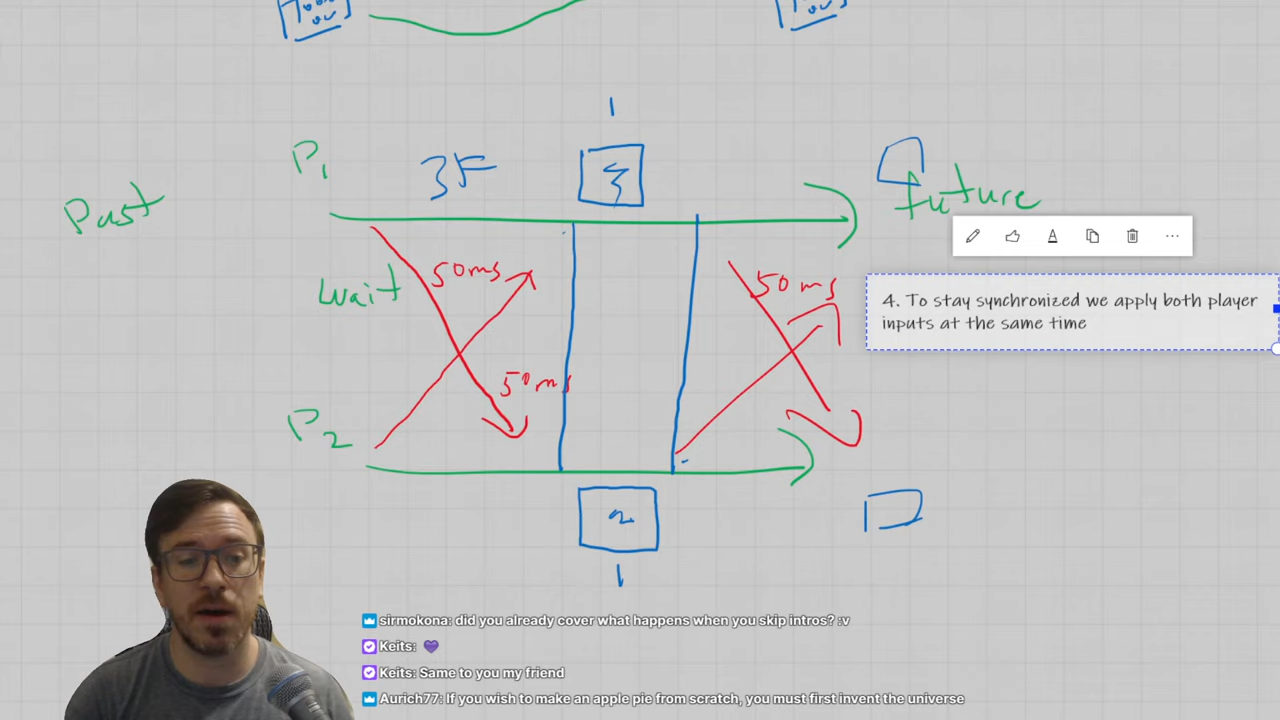 1
P1
3F
Past
future
50ms
50 ms
Wait
4. To stay synchronized we apply both player
inputs at the same time
50ms
P2
1
sirmokona: did you already cover what happens when you skip intros? :v
Keits: 💜
Keits: Same to you my friend
Aurich77: If you wish to make an apple pie from scratch, you must first invent the universe